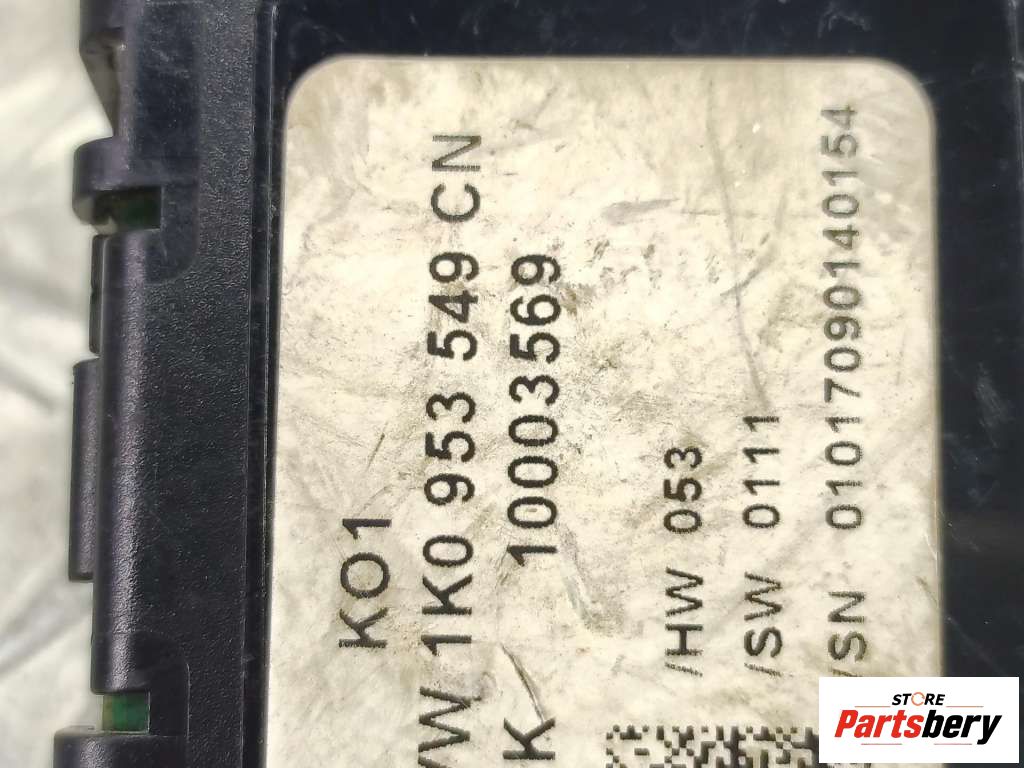 KO1
VW 1K0 953 549 CN
K 10003569
/HW 053
/SW 0111
/SN 01017090140154
STORE
Partsbery